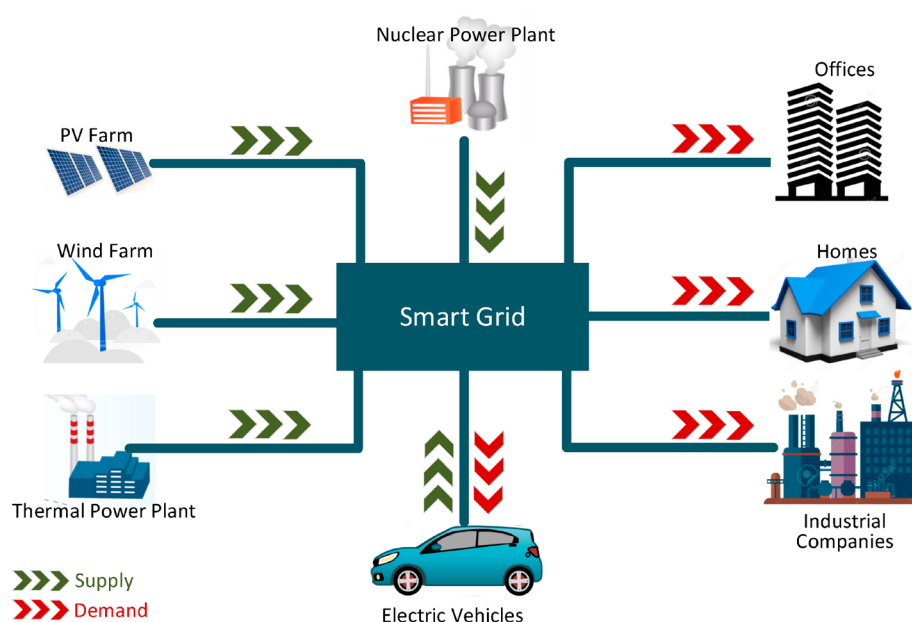 Nuclear Power Plant
Offices
PV Farm
Wind Farm
Homes
Smart Grid
Thermal Power Plant
Industrial
Companies
Supply
Demand
Electric Vehicles